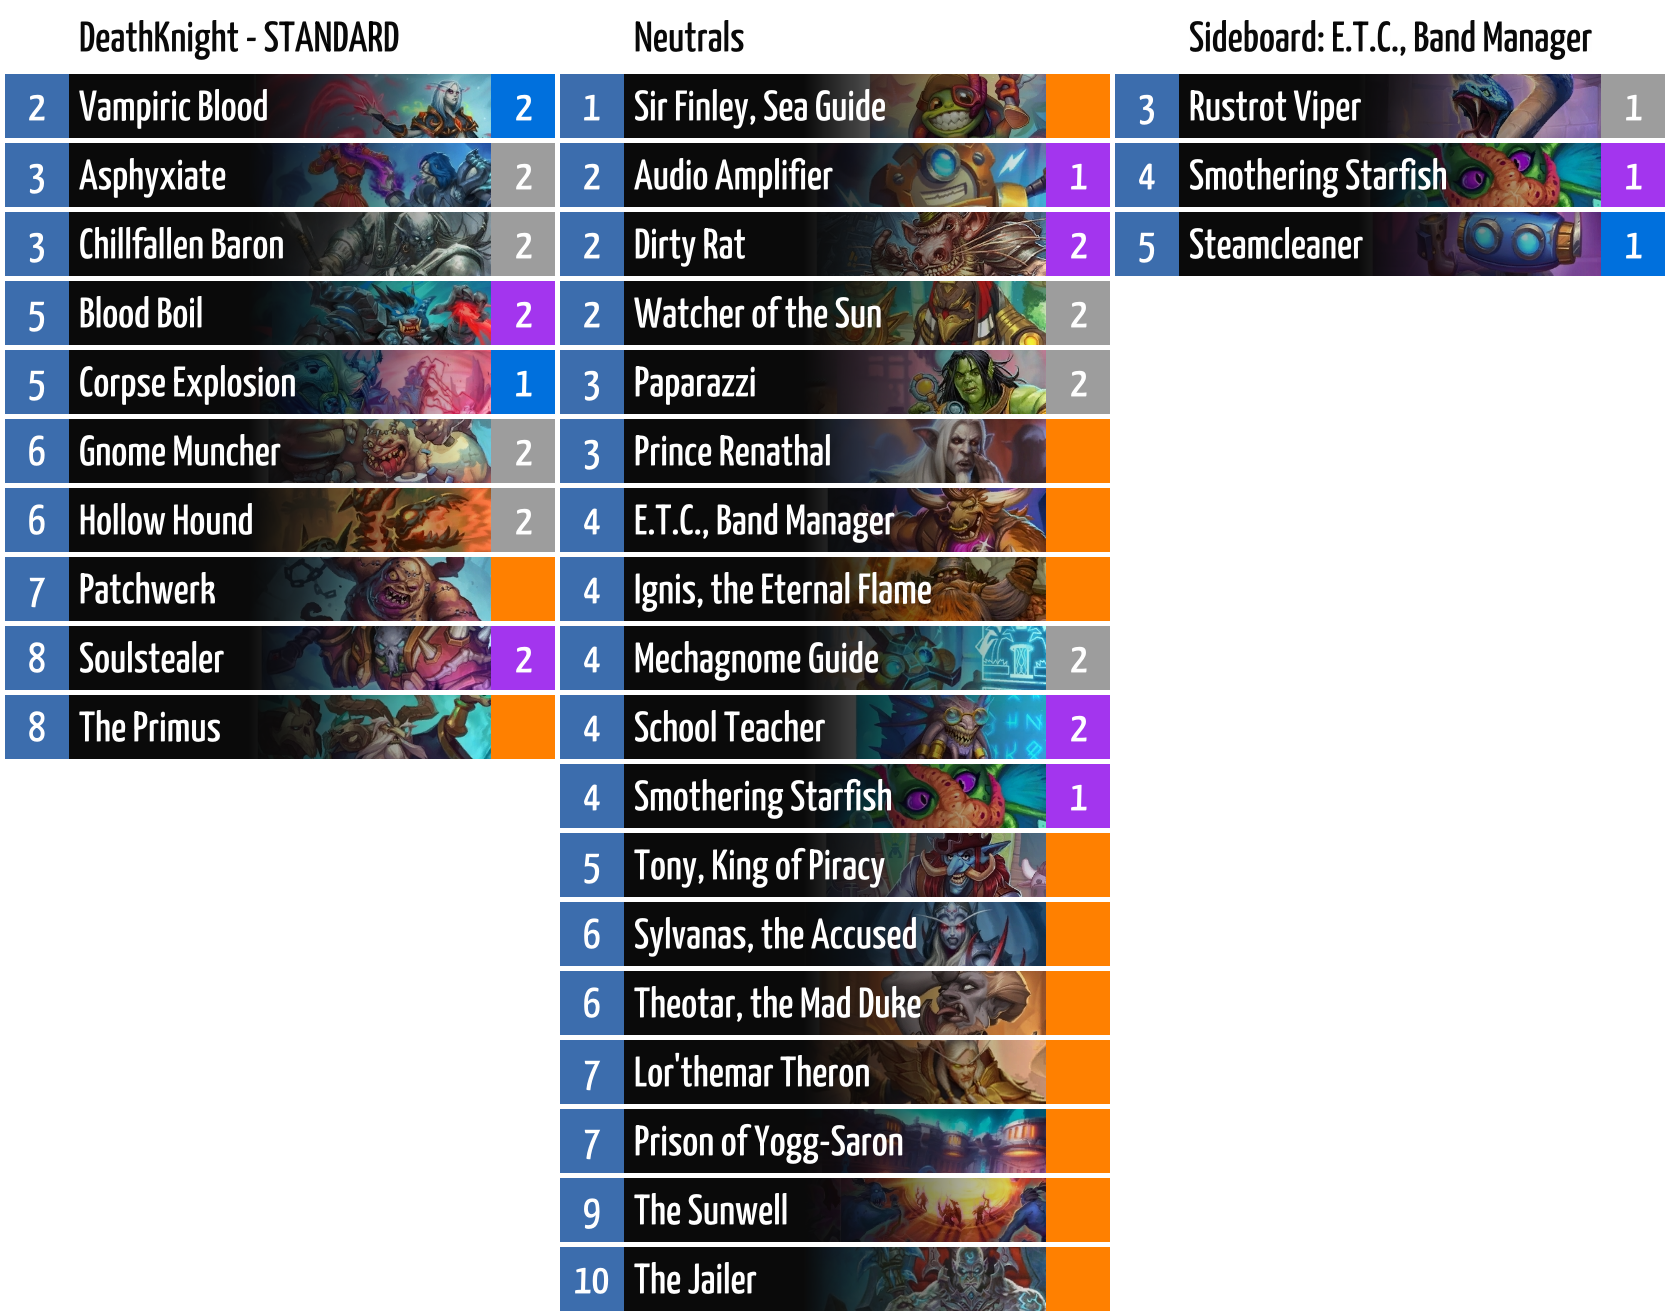 DeathKnight - STANDARD
2 Vampiric Blood 2
3 Asphyxiate 2
3 Chillfallen Baron 2
5 Blood Boil 2
5 Corpse Explosion 1
6 Gnome Muncher 2
6 Hollow Hound 2
7 Patchwerk
8 Soulstealer 2
8 The Primus
Neutrals
1 Sir Finley, Sea Guide
2 Audio Amplifier 1
2 Dirty Rat 2
2 Watcher of the Sun 2
3 Paparazzi 2
3 Prince Renathal
4 E.T.C., Band Manager
4 Ignis, the Eternal Flame
4 Mechagnome Guide 2
4 School Teacher 2
4 Smothering Starfish 1
5 Tony, King of Piracy
6 Sylvanas, the Accused
6 Theotar, the Mad Duke
7 Lor'themar Theron
7 Prison of Yogg-Saron
9 The Sunwell
10 The Jailer
Sideboard: E.T.C., Band Manager
3 Rustrot Viper 1
4 Smothering Starfish 1
5 Steamcleaner 1